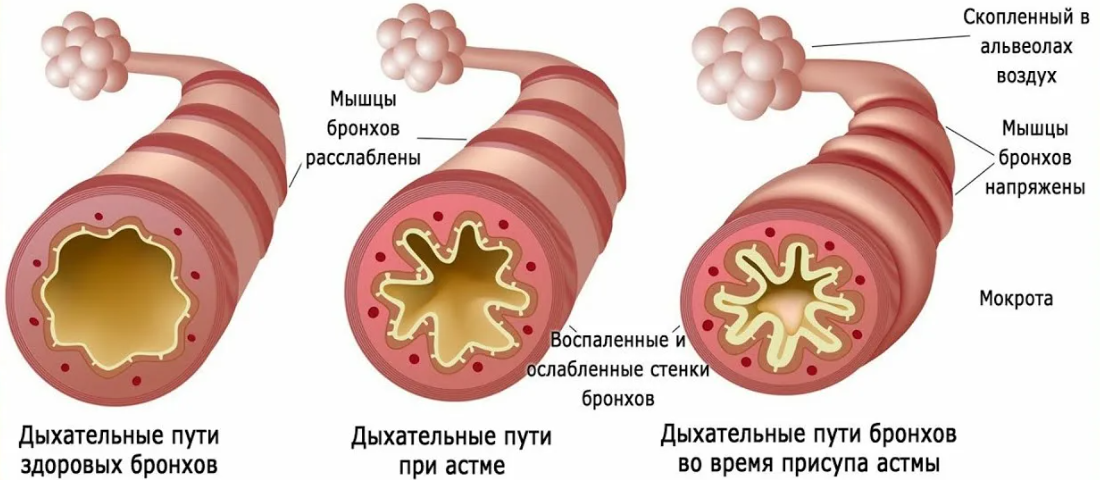 Скопленный в
альвеолах
воздух
Мышцы
бронхов
расслаблены
Мышцы
бронхов
напряжены
Мокрота
Воспаленные и
ослабленные стенки
бронхов
Дыхательные пути
здоровых бронхов
Дыхательные пути
при астме
Дыхательные пути бронхов
во время присупа астмы